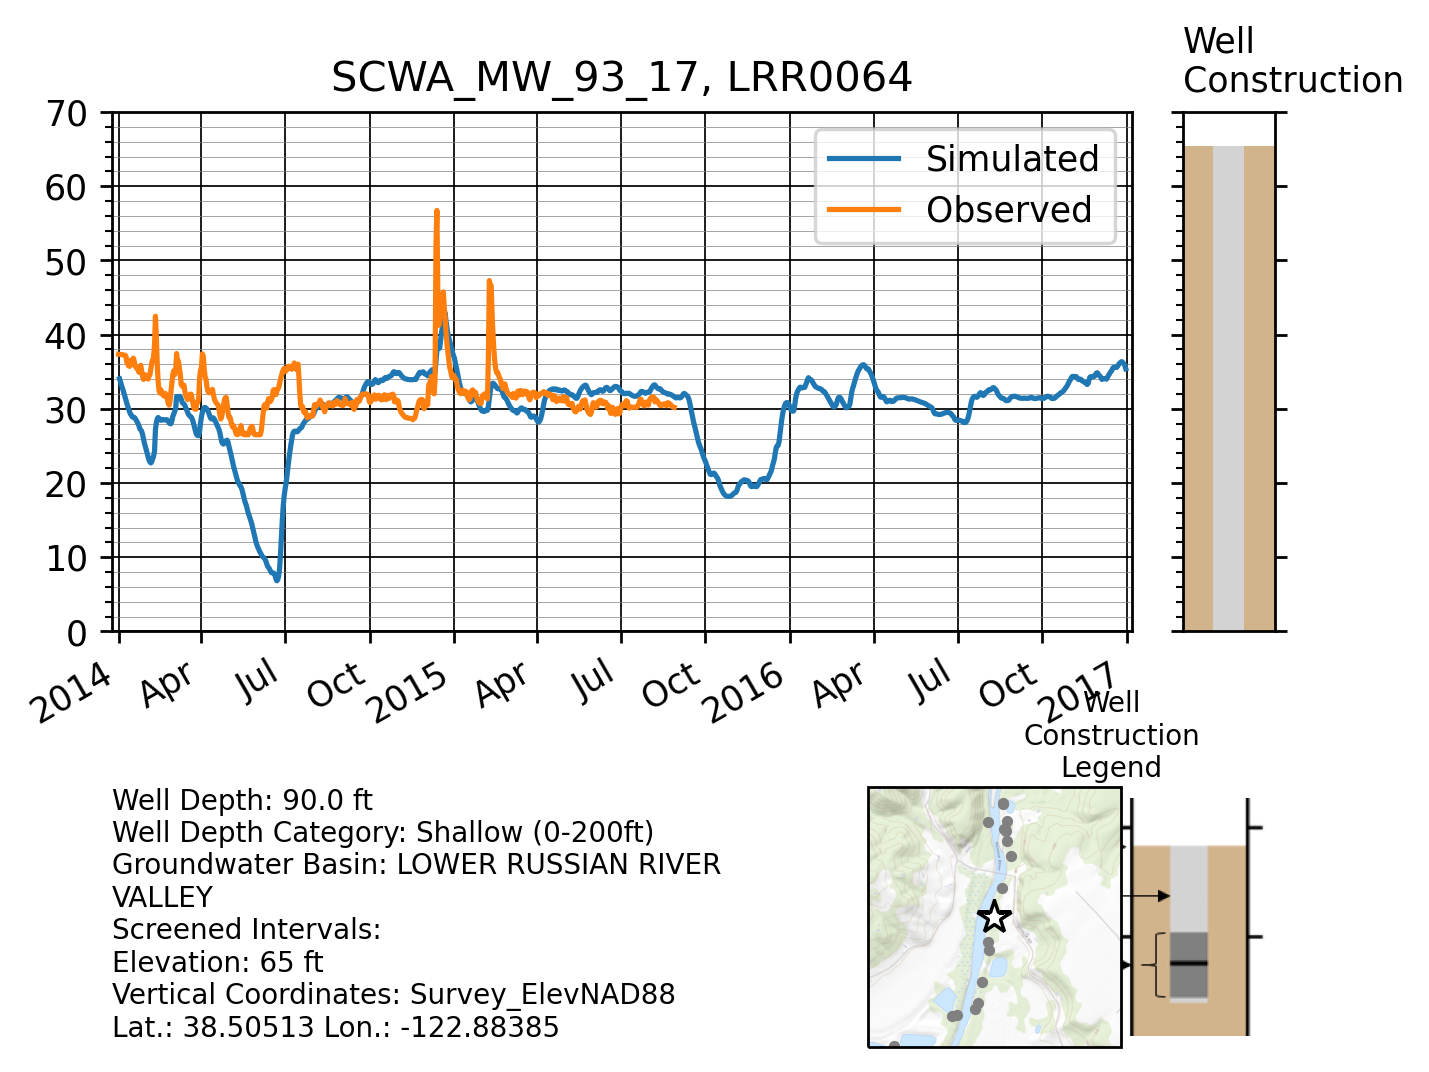 Well
Construction
SCWA_MW_93_17, LRR0064
70
60
50
40
30
20
10
0
Simulated
Observed
2014
Apr
Jul
Oct
2015
Apr
Jul
Oct
2016
Apr
Jul
Oct
2017
Well
Construction
Legend
Well Depth: 90.0 ft
Well Depth Category: Shallow (0-200ft)
Groundwater Basin: LOWER RUSSIAN RIVER
VALLEY
Screened Intervals:
Elevation: 65 ft
Vertical Coordinates: Survey_ElevNAD88
Lat.: 38.50513 Lon.: -122.88385